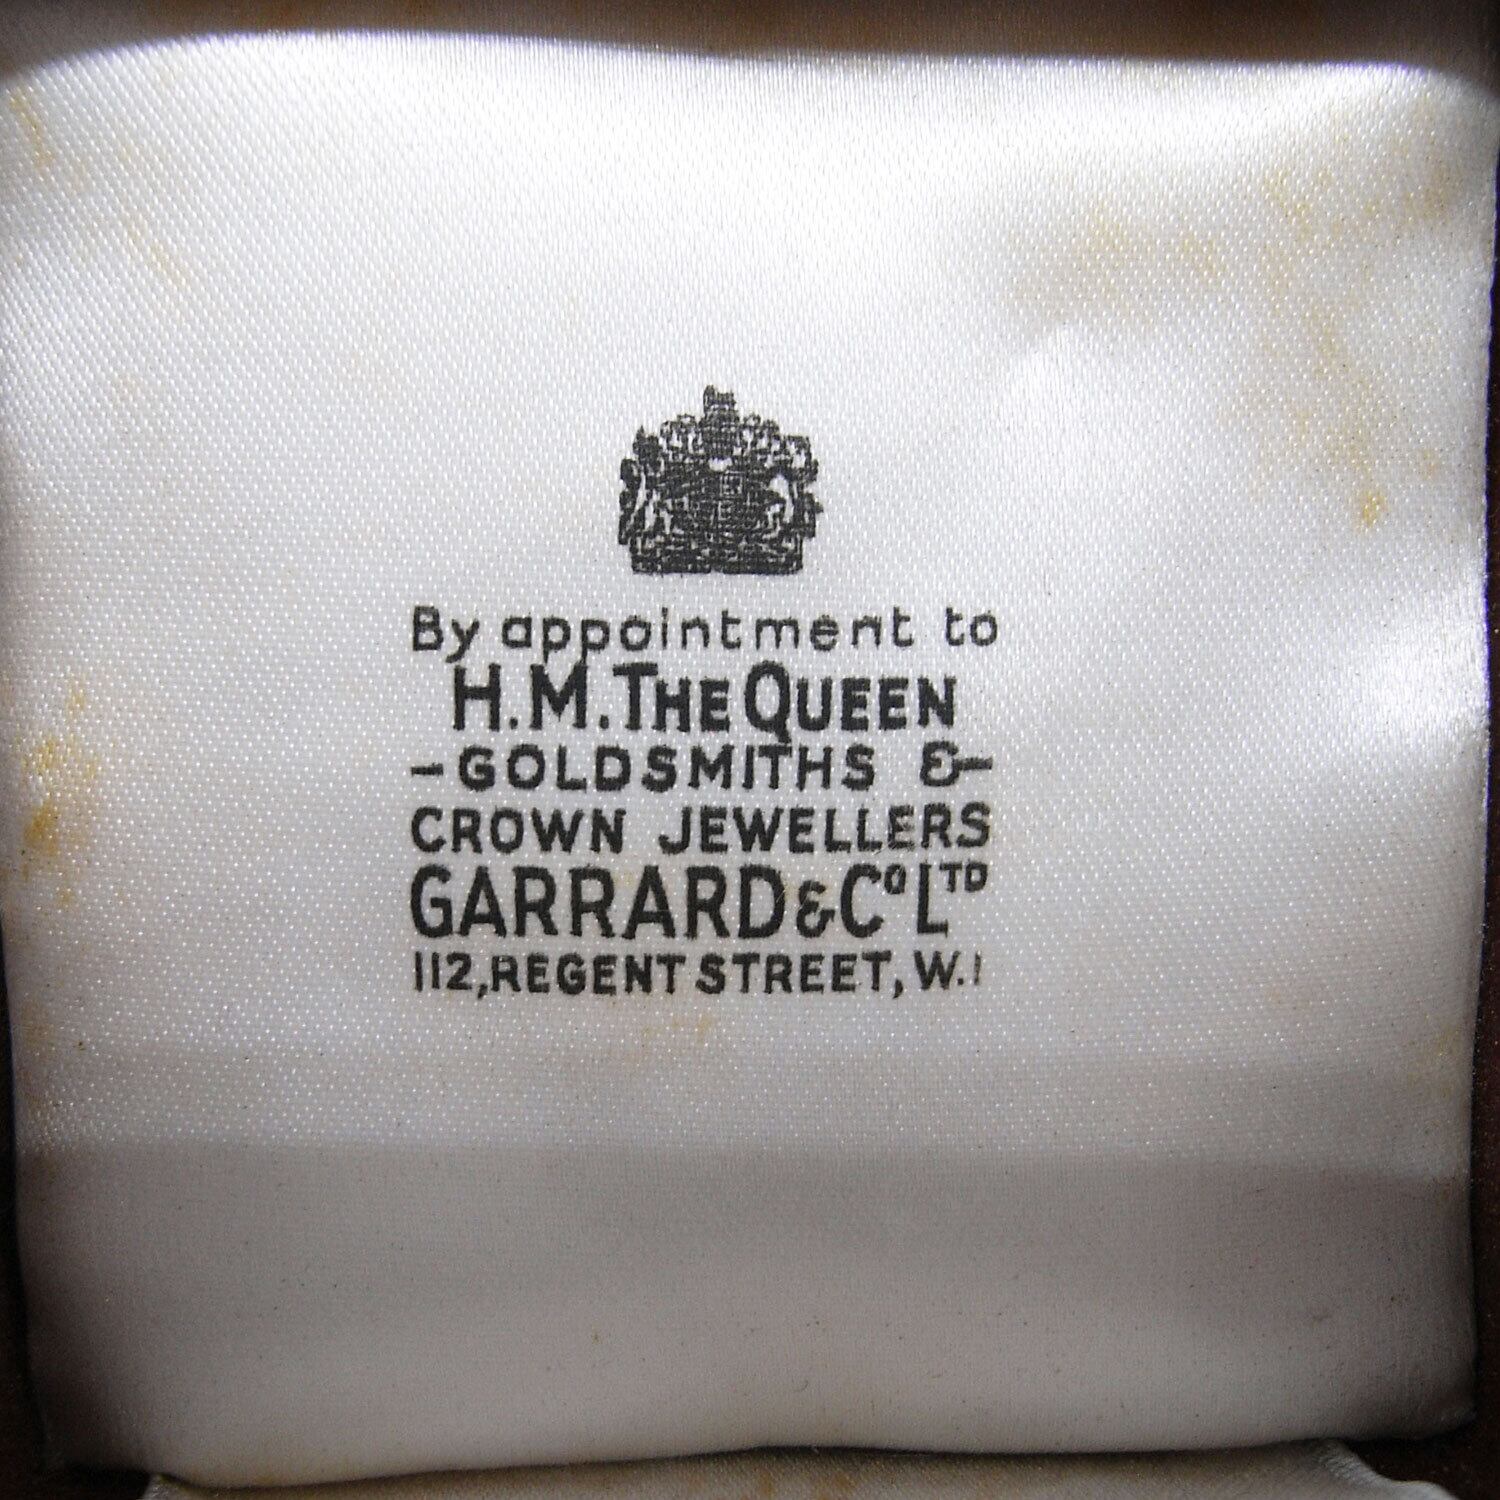 By appointment to
H.M. THE QUEEN
-GOLDSMITHS &-
CROWN JEWELLERS
GARRARD & Cº LTD
112, REGENT STREET, W.1